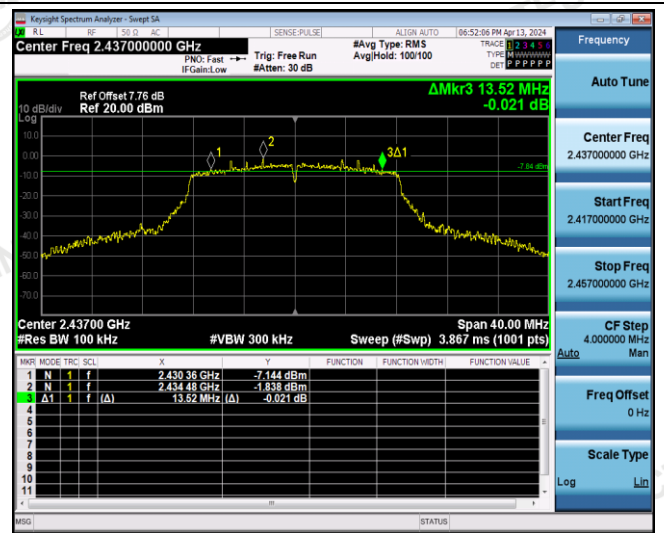 Keysight Spectrum Analyzer - Swept SA
RL RF 50 Ω AC SENSE:PULSE ALIGN AUTO 06:52:06 PM Apr 13, 2024
Center Freq 2.437000000 GHz
PNO: Fast
IFGain:Low
Trig: Free Run
#Atten: 30 dB
#Avg Type: RMS
Avg|Hold: 100/100
TRACE 1 2 3 4 5 6
TYPE M WWWWW
DET P P P P P P
ΔMkr3 13.52 MHz
-0.021 dB
Ref Offset 7.76 dB
10 dB/div Ref 20.00 dBm
Log
10.0
0.00
-10.0
-20.0
-30.0
-40.0
-50.0
-60.0
-70.0
1
2
3Δ1
-7.84 dBm
Center 2.43700 GHz Span 40.00 MHz
#Res BW 100 kHz #VBW 300 kHz Sweep (#Swp) 3.867 ms (1001 pts)
MKR MODE TRC SCL X Y FUNCTION FUNCTION WIDTH FUNCTION VALUE
1 N 1 f 2.430 36 GHz -7.144 dBm
2 N 1 f 2.434 48 GHz -1.838 dBm
3 Δ1 1 f (Δ) 13.52 MHz (Δ) -0.021 dB
4
5
6
7
8
9
10
11
MSG STATUS
Frequency
Auto Tune
Center Freq
2.437000000 GHz
Start Freq
2.417000000 GHz
Stop Freq
2.457000000 GHz
CF Step
4.000000 MHz
Auto Man
Freq Offset
0 Hz
Scale Type
Log Lin